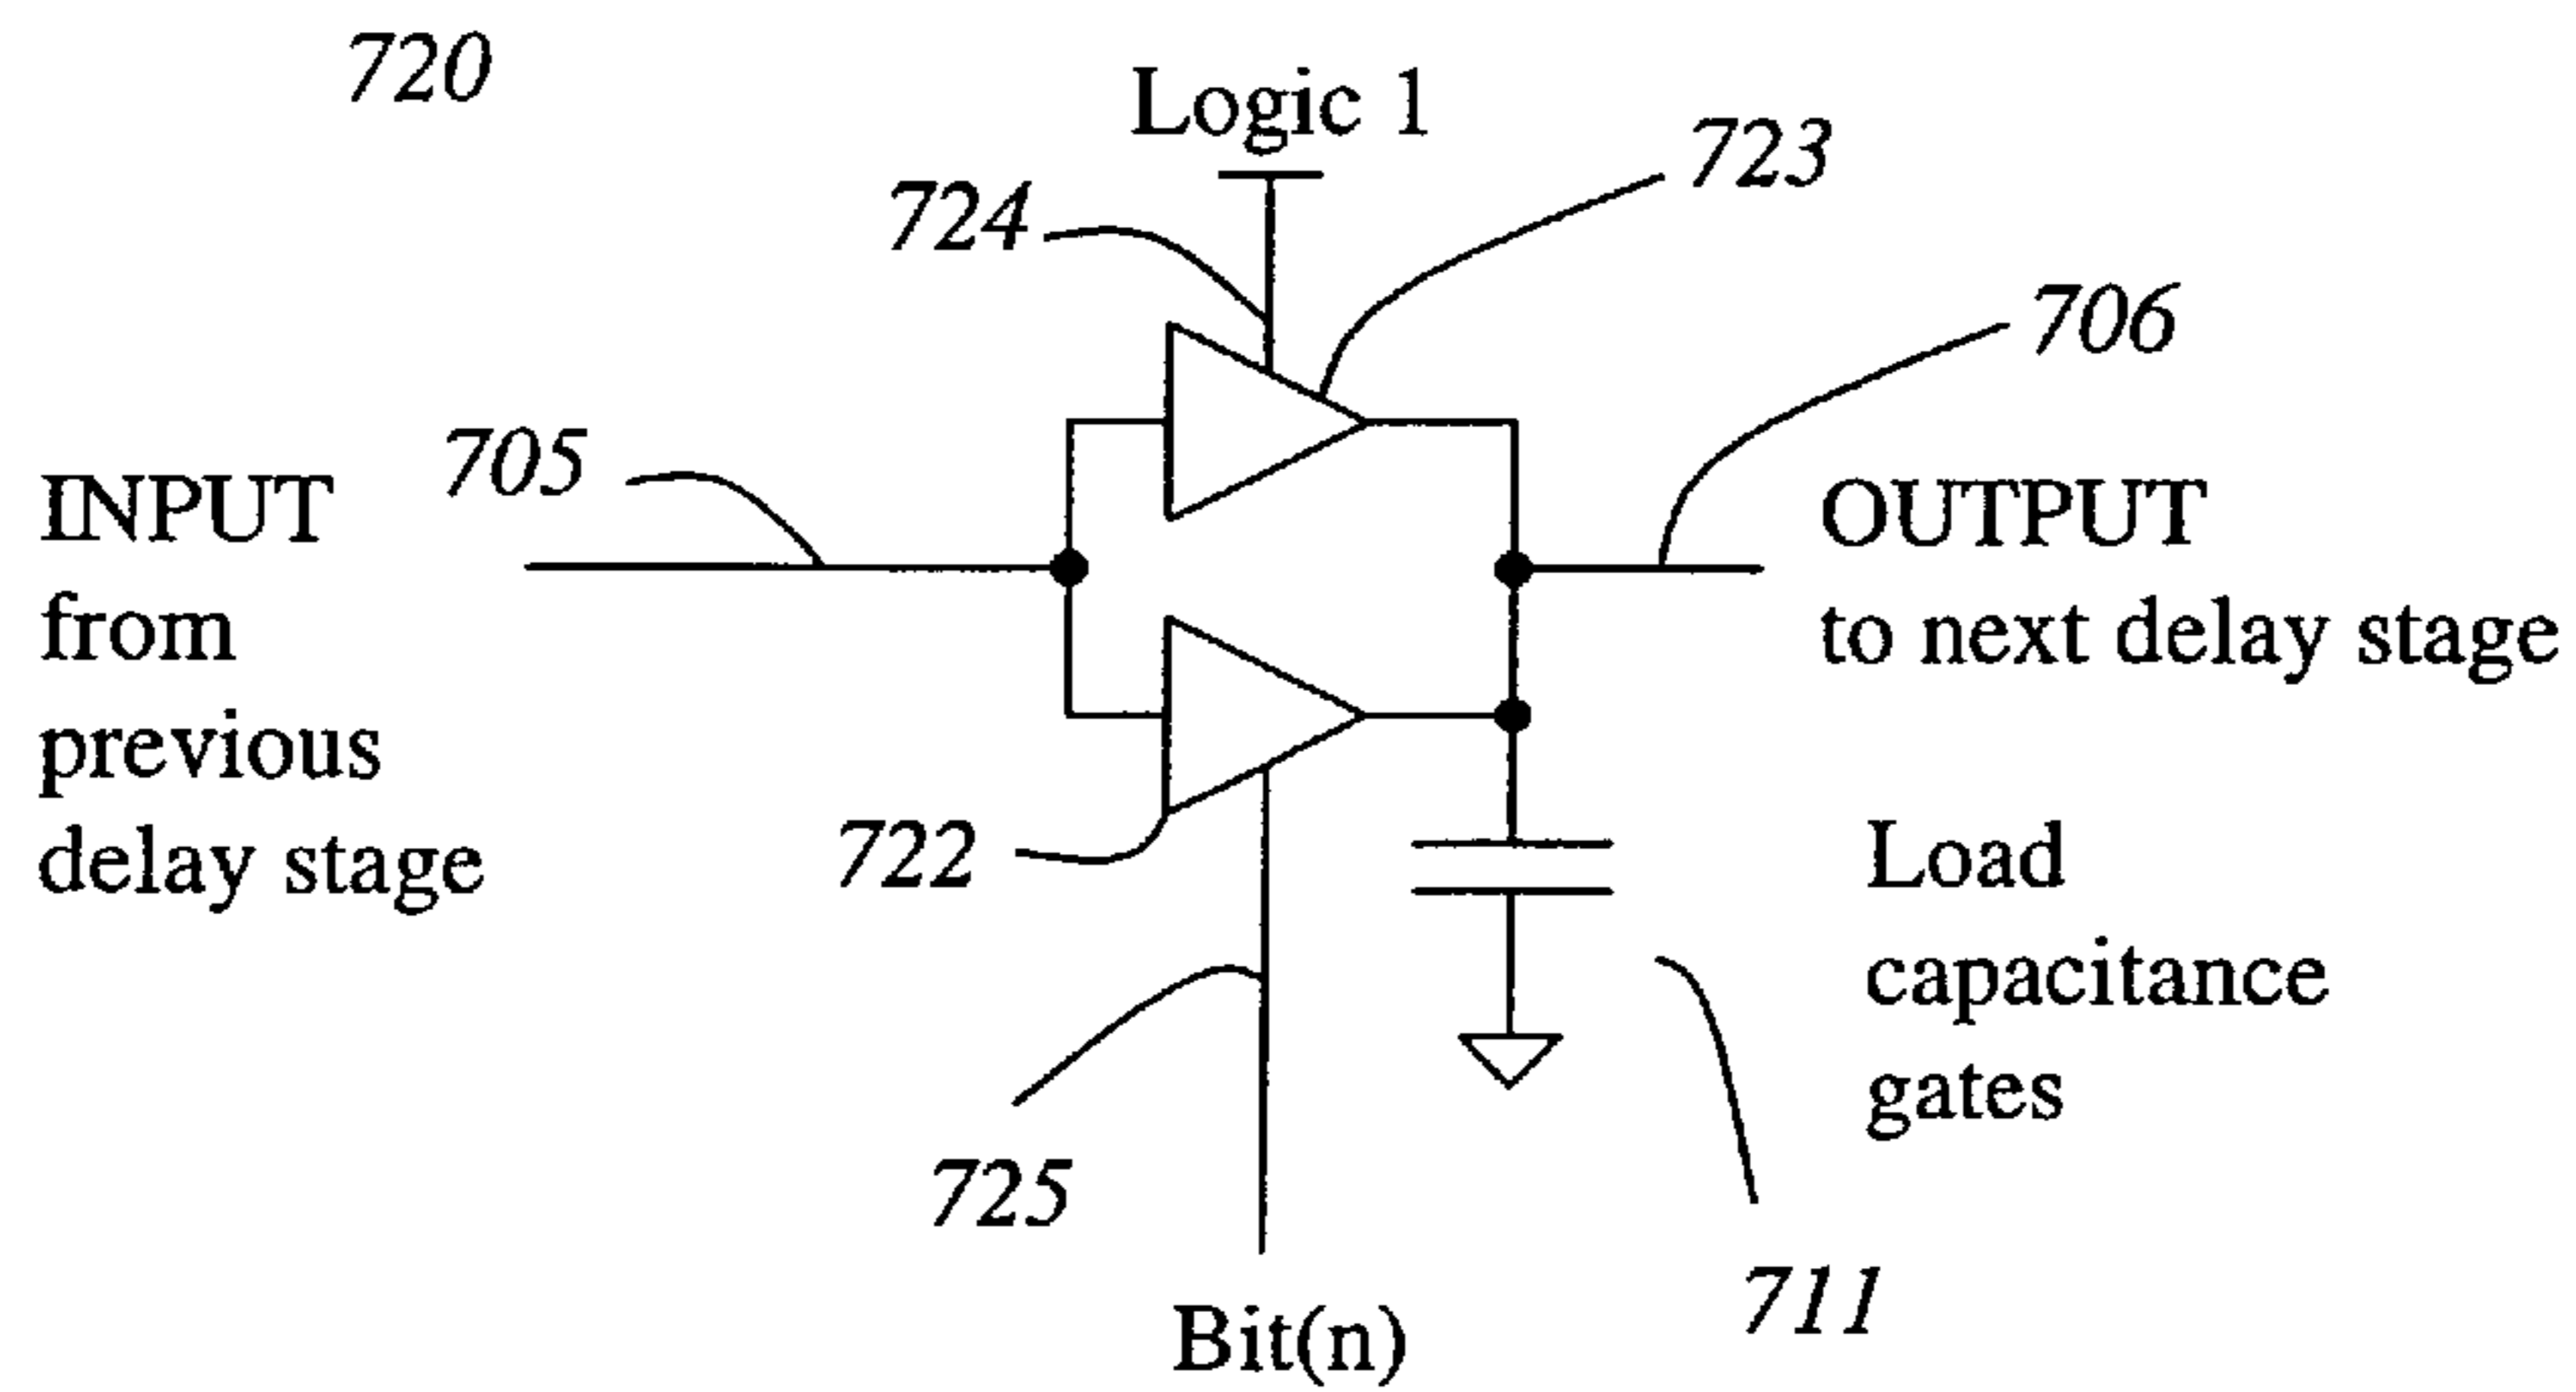 720
Logic 1
723
724
706
705
INPUT
from
previous
delay stage
OUTPUT
to next delay stage
722
Load
capacitance
gates
725
711
Bit(n)